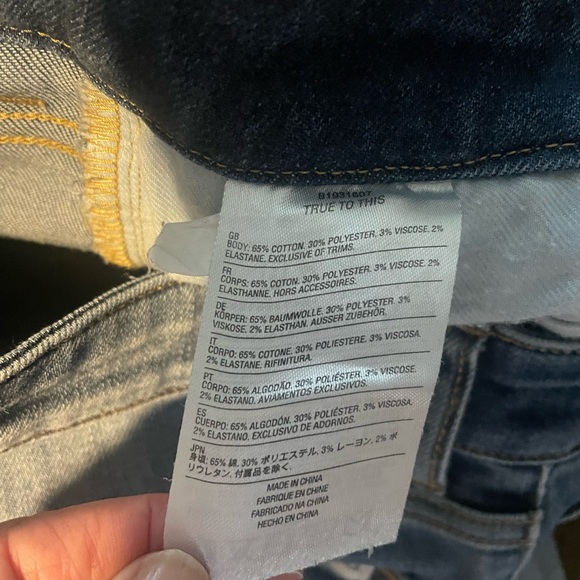 81931607
TRUE TO THIS
GB
BODY: 65% COTTON. 30% POLYESTER. 3% VISCOSE. 2%
ELASTANE. EXCLUSIVE OF TRIMS.
FR
CORPS: 65% COTON. 30% POLYESTER. 3% VISCOSE. 2%
ELASTHANNE. HORS ACCESSOIRES.
DE
KÖRPER: 65% BAUMWOLLE. 30% POLYESTER. 3%
VISKOSE. 2% ELASTHAN. AUSSER ZUBEHÖR.
IT
CORPO: 65% COTONE. 30% POLIESTERE. 3% VISCOSA.
2% ELASTANE. RIFINITURA.
PT
CORPO: 65% ALGODÃO. 30% POLIÉSTER. 3% VISCOSE.
2% ELASTANO. AVIAMENTOS EXCLUSIVOS.
ES
CUERPO: 65% ALGODÓN. 30% POLIÉSTER. 3% VISCOSA.
2% ELASTANO. EXCLUSIVO DE ADORNOS.
JPN
身頃: 65% 綿, 30% ポリエステル, 3% レーヨン, 2% ポ
リウレタン, 付属品を除く.
MADE IN CHINA
FABRIQUE EN CHINE
FABRICADO NA CHINA
HECHO EN CHINA